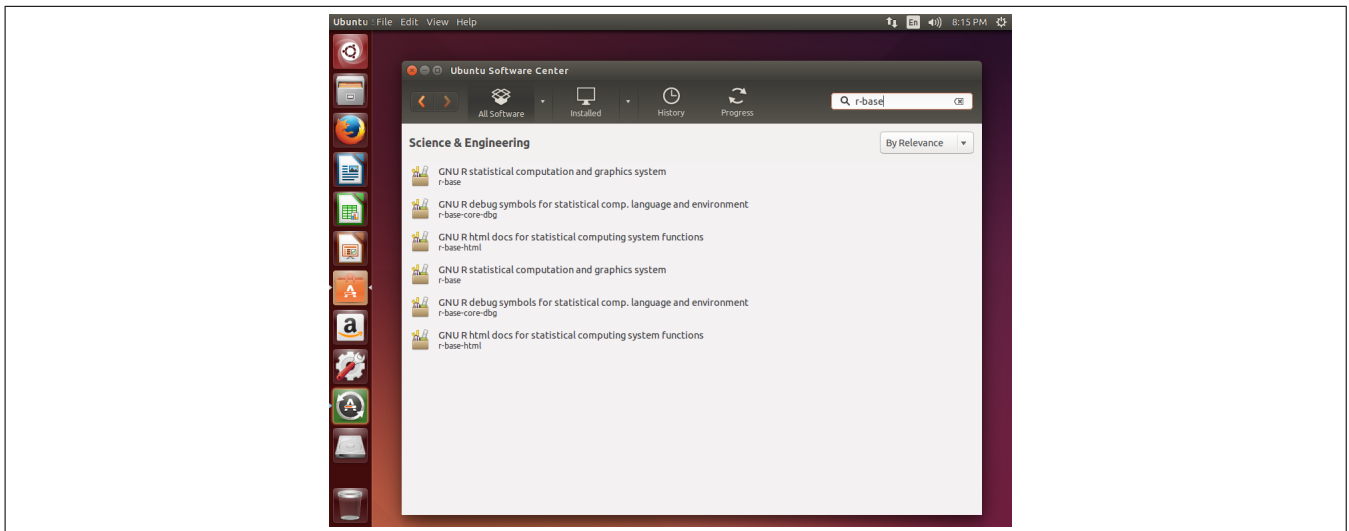 Ubuntu File Edit View Help En 8:15 PM
Ubuntu Software Center
All Software Installed History Progress r-base
Science & Engineering By Relevance
GNU R statistical computation and graphics system
r-base
GNU R debug symbols for statistical comp. language and environment
r-base-core-dbg
GNU R html docs for statistical computing system functions
r-base-html
GNU R statistical computation and graphics system
r-base
GNU R debug symbols for statistical comp. language and environment
r-base-core-dbg
GNU R html docs for statistical computing system functions
r-base-html